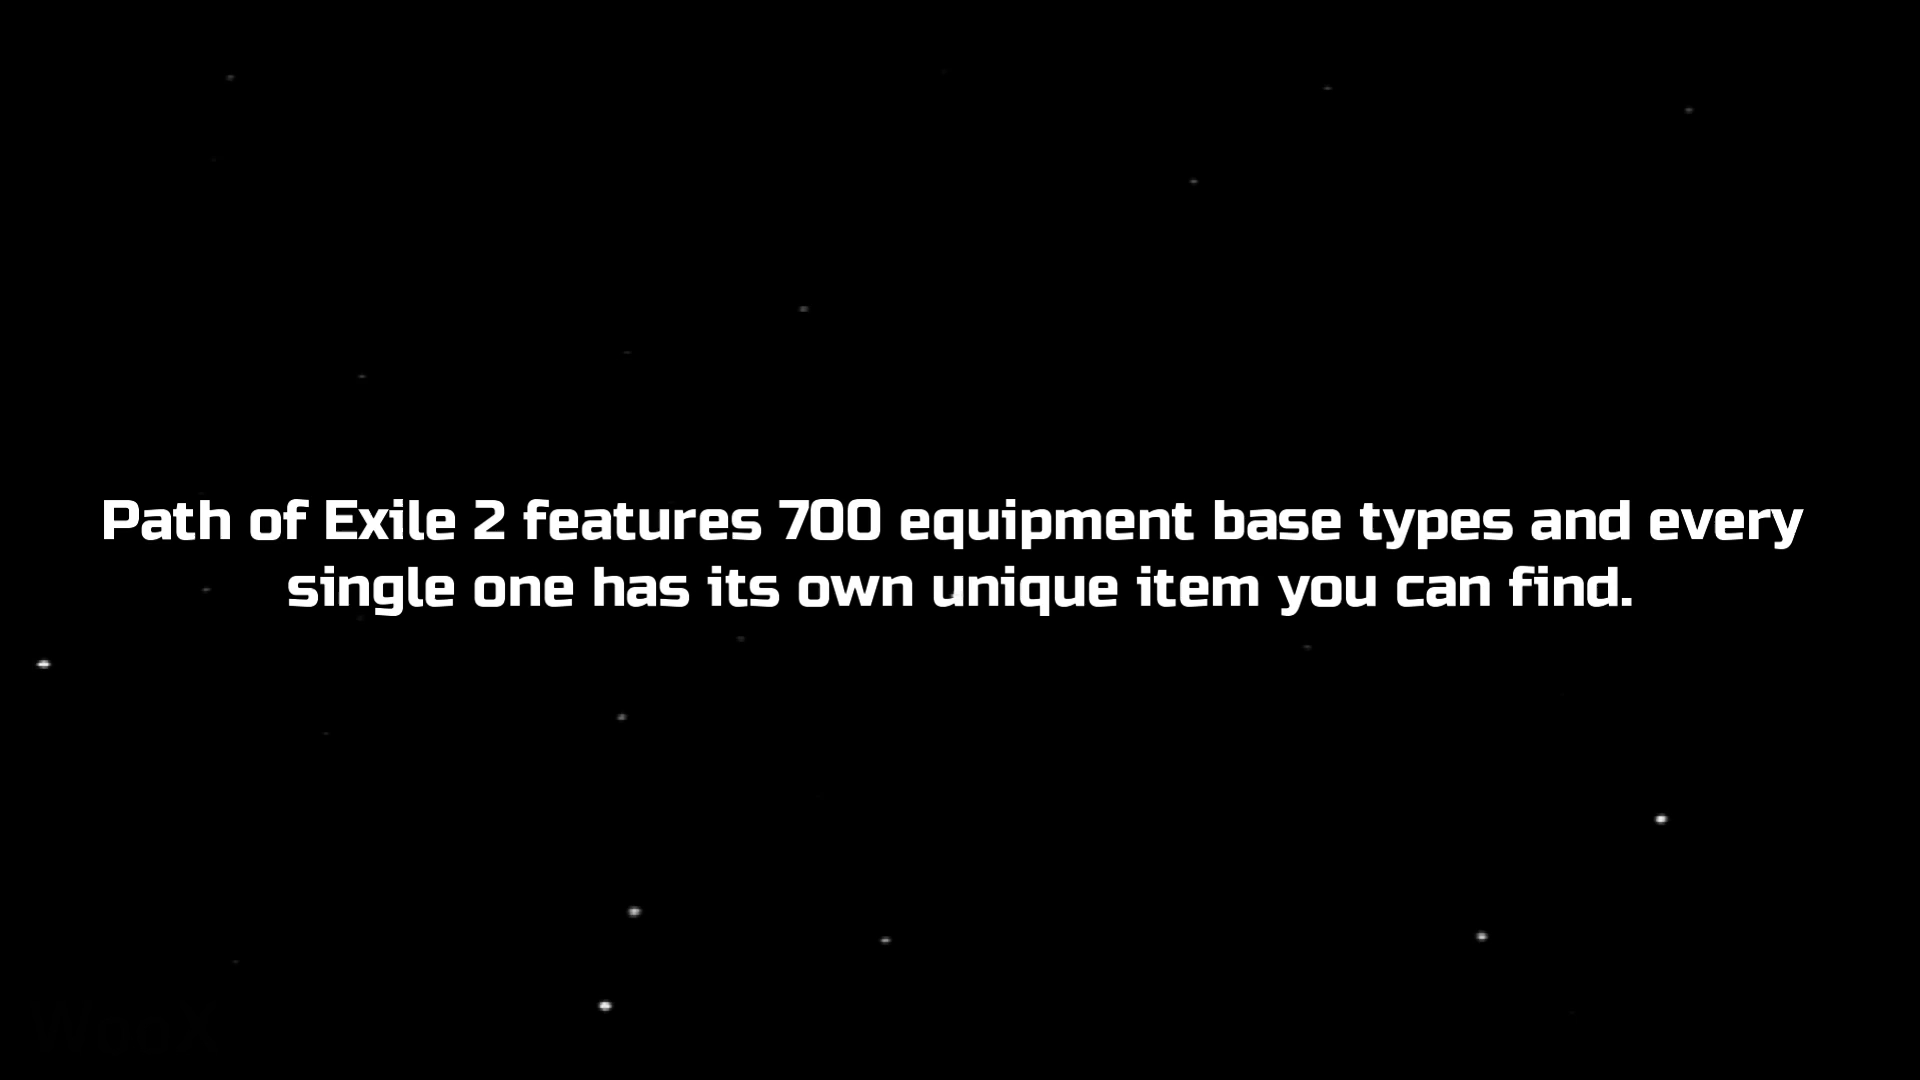 Path of Exile 2 features 700 equipment base types and every
single one has its own unique item you can find.